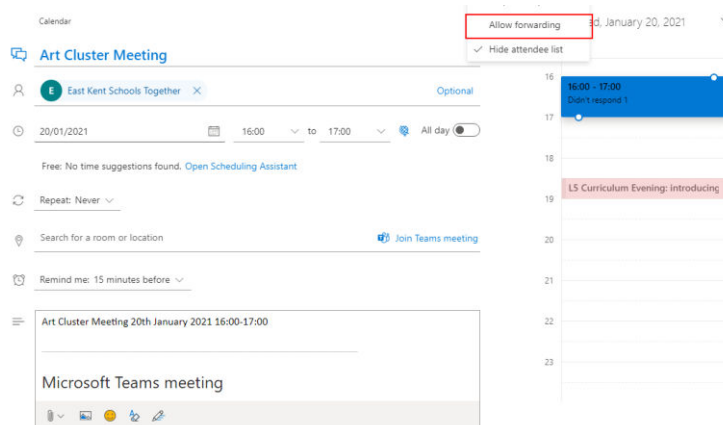 Calendar
Allow forwarding
d, January 20, 2021
Hide attendee list
Art Cluster Meeting
E East Kent Schools Together
Optional
20/01/2021 16:00 to 17:00 All day
Free: No time suggestions found. Open Scheduling Assistant
Repeat: Never
Search for a room or location
Join Teams meeting
Remind me: 15 minutes before
Art Cluster Meeting 20th January 2021 16:00-17:00
Microsoft Teams meeting
16
16:00 - 17:00
Didn't respond 1
17
18
L5 Curriculum Evening: introducing
19
20
21
22
23